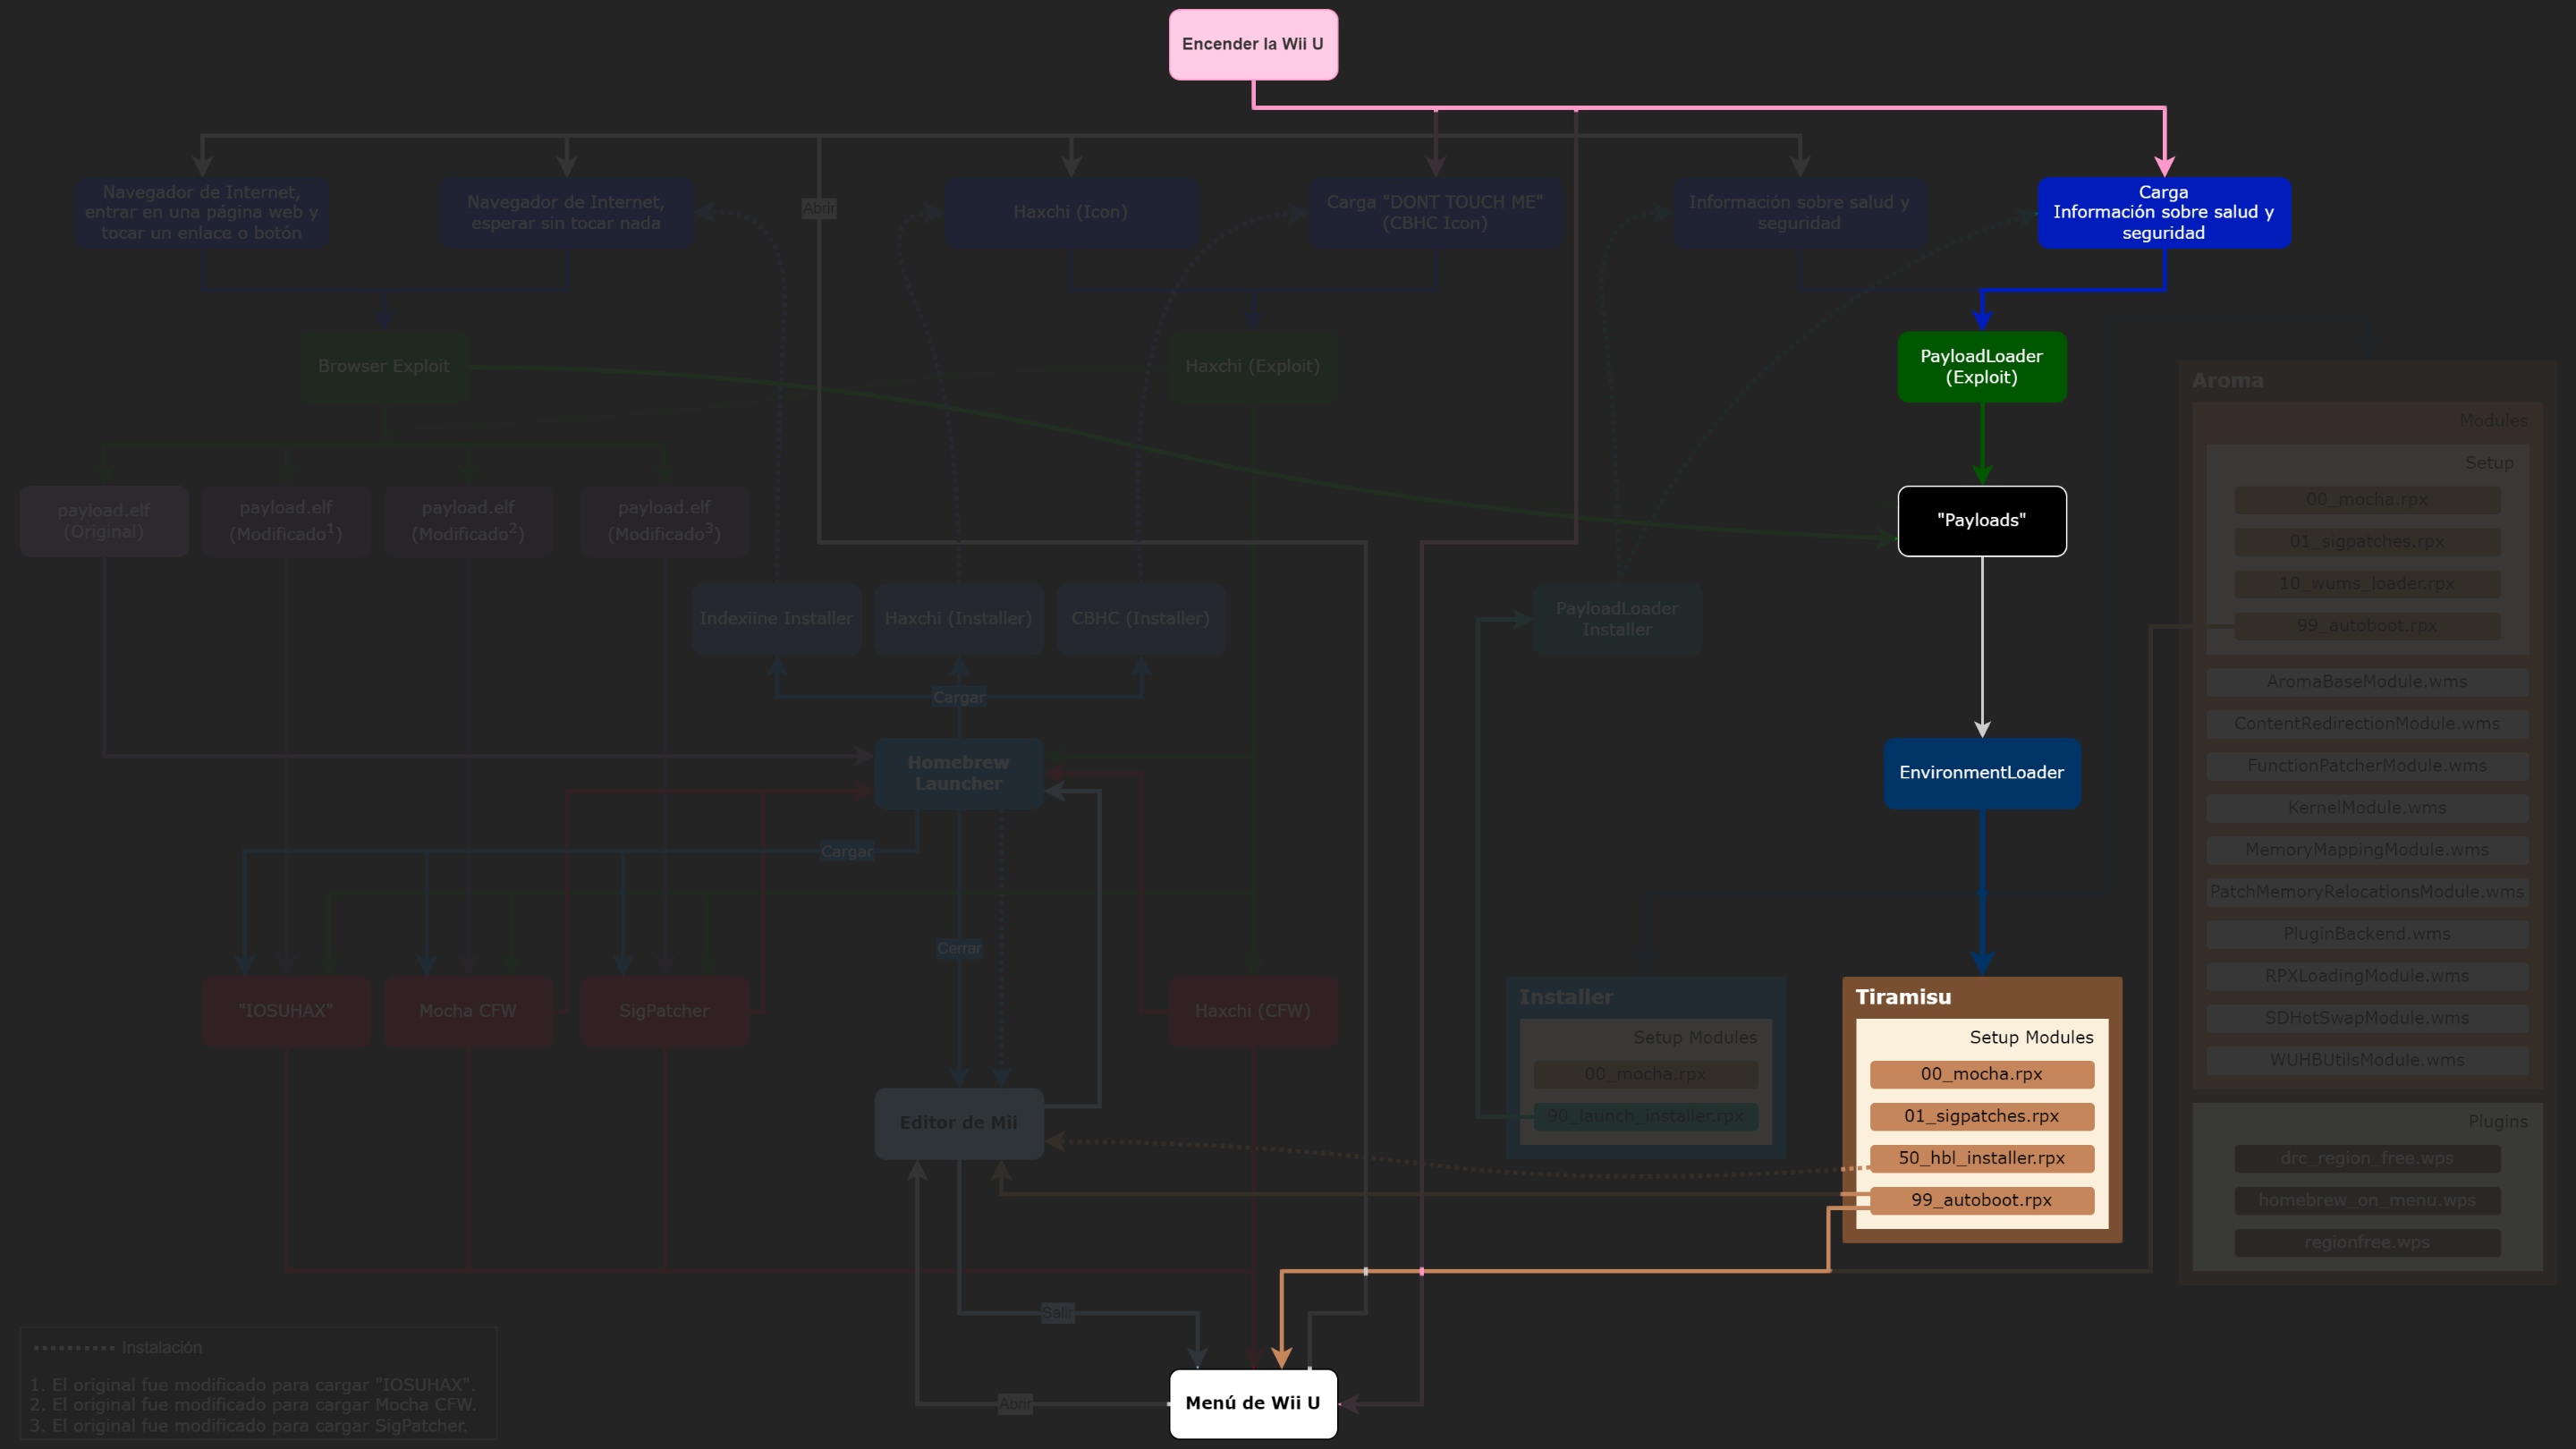 Encender la Wii U
Navegador de Internet,
entrar en una página web y
tocar un enlace o botón
Navegador de Internet,
esperar sin tocar nada
Abrir
Haxchi (Icon)
Carga "DONT TOUCH ME"
(CBHC Icon)
Información sobre salud y
seguridad
Carga
Información sobre salud y
seguridad
Browser Exploit
Haxchi (Exploit)
PayloadLoader
(Exploit)
payload.elf
(Original)
payload.elf
(Modificado¹)
payload.elf
(Modificado²)
payload.elf
(Modificado³)
"Payloads"
Indexiine Installer
Haxchi (Installer)
CBHC (Installer)
PayloadLoader
Installer
Cargar
Homebrew
Launcher
EnvironmentLoader
Cargar
Cerrar
"IOSUHAX"
Mocha CFW
SigPatcher
Haxchi (CFW)
Installer
Setup Modules
00_mocha.rpx
90_launch_installer.rpx
Tiramisu
Setup Modules
00_mocha.rpx
01_sigpatches.rpx
50_hbl_installer.rpx
99_autoboot.rpx
Aroma
Modules
Setup
00_mocha.rpx
01_sigpatches.rpx
10_wums_loader.rpx
99_autoboot.rpx
AromaBaseModule.wms
ContentRedirectionModule.wms
FunctionPatcherModule.wms
KernelModule.wms
MemoryMappingModule.wms
PatchMemoryRelocationsModule.wms
PluginBackend.wms
RPXLoadingModule.wms
SDHotSwapModule.wms
WUHBUtilsModule.wms
Plugins
drc_region_free.wps
homebrew_on_menu.wps
regionfree.wps
Editor de Mii
Salir
Abrir
Menú de Wii U
Instalación
1. El original fue modificado para cargar "IOSUHAX".
2. El original fue modificado para cargar Mocha CFW.
3. El original fue modificado para cargar SigPatcher.